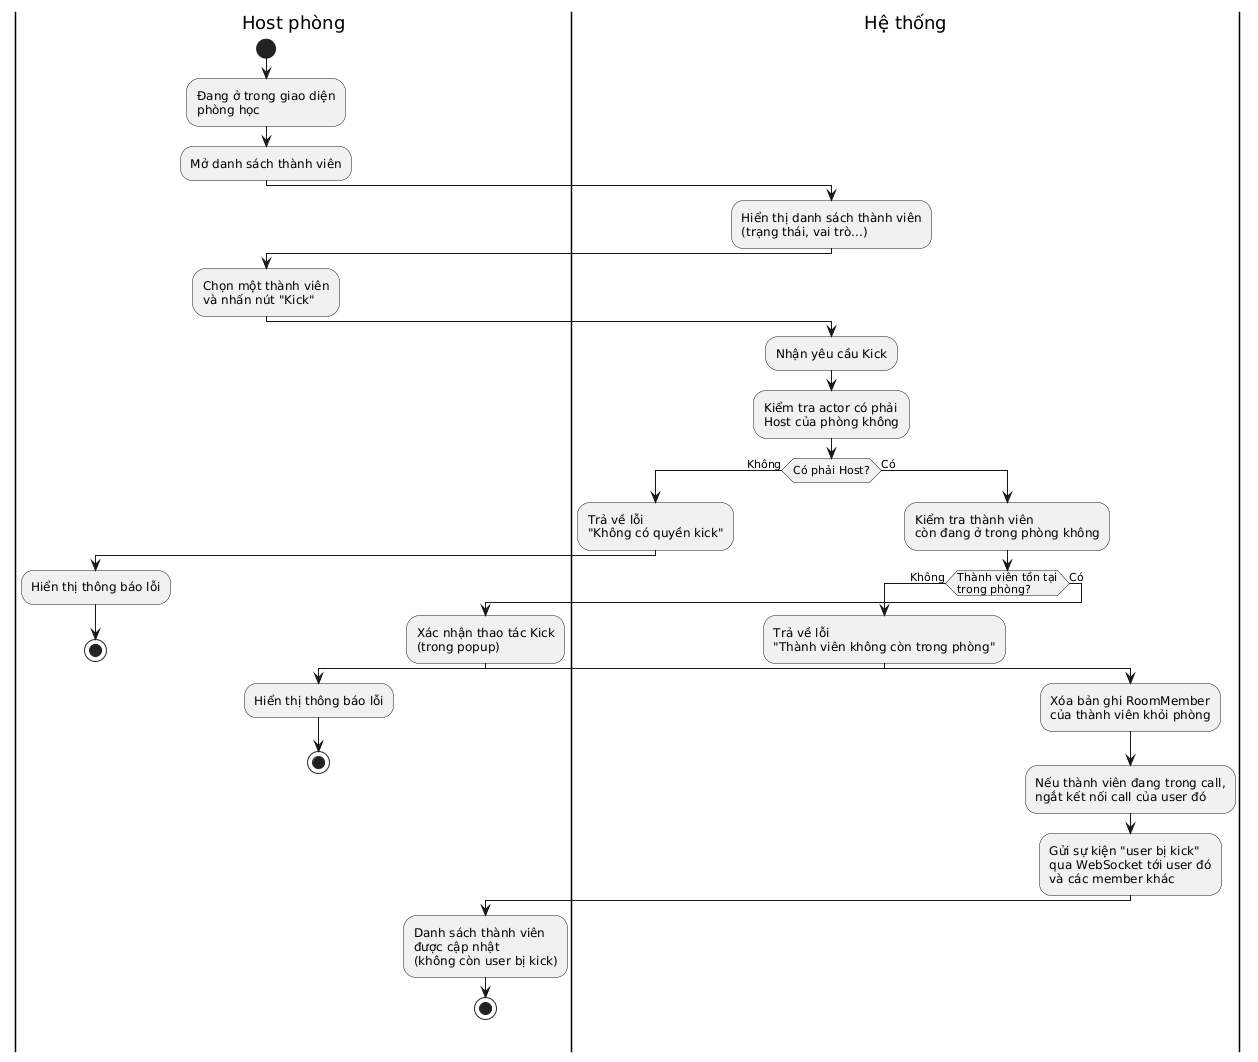 Host phòng
Hệ thống
Đang ở trong giao diện
phòng học
Mở danh sách thành viên
Hiển thị danh sách thành viên
(trạng thái, vai trò...)
Chọn một thành viên
và nhấn nút "Kick"
Nhận yêu cầu Kick
Kiểm tra actor có phải
Host của phòng không
Không
Có phải Host?
Có
Trả về lỗi
"Không có quyền kick"
Kiểm tra thành viên
còn đang ở trong phòng không
Hiển thị thông báo lỗi
Không
Thành viên tồn tại
trong phòng?
Có
Xác nhận thao tác Kick
(trong popup)
Trả về lỗi
"Thành viên không còn trong phòng"
Hiển thị thông báo lỗi
Xóa bản ghi RoomMember
của thành viên khỏi phòng
Nếu thành viên đang trong call,
ngắt kết nối call của user đó
Gửi sự kiện "user bị kick"
qua WebSocket tới user đó
và các member khác
Danh sách thành viên
được cập nhật
(không còn user bị kick)